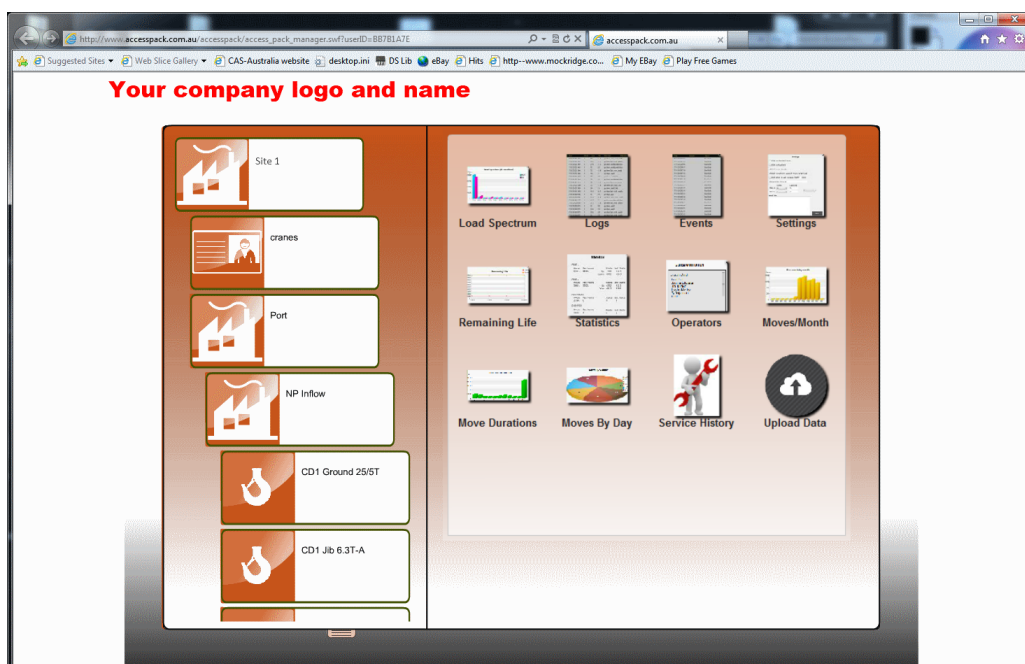 http://www.accesspack.com.au/accesspack/access_pack_manager.swf?userID=BB7B1A7E
accesspack.com.au
Suggested Sites
Web Slice Gallery
CAS-Australia website
desktop.ini
DS Lib
eBay
Hits
http--www.mockridge.co...
My EBay
Play Free Games
Your company logo and name
Site 1
cranes
Port
NP Inflow
CD1 Ground 25/5T
CD1 Jib 6.3T-A
Load Spectrum
Logs
Events
Settings
Remaining Life
Statistics
Operators
Moves/Month
Move Durations
Moves By Day
Service History
Upload Data